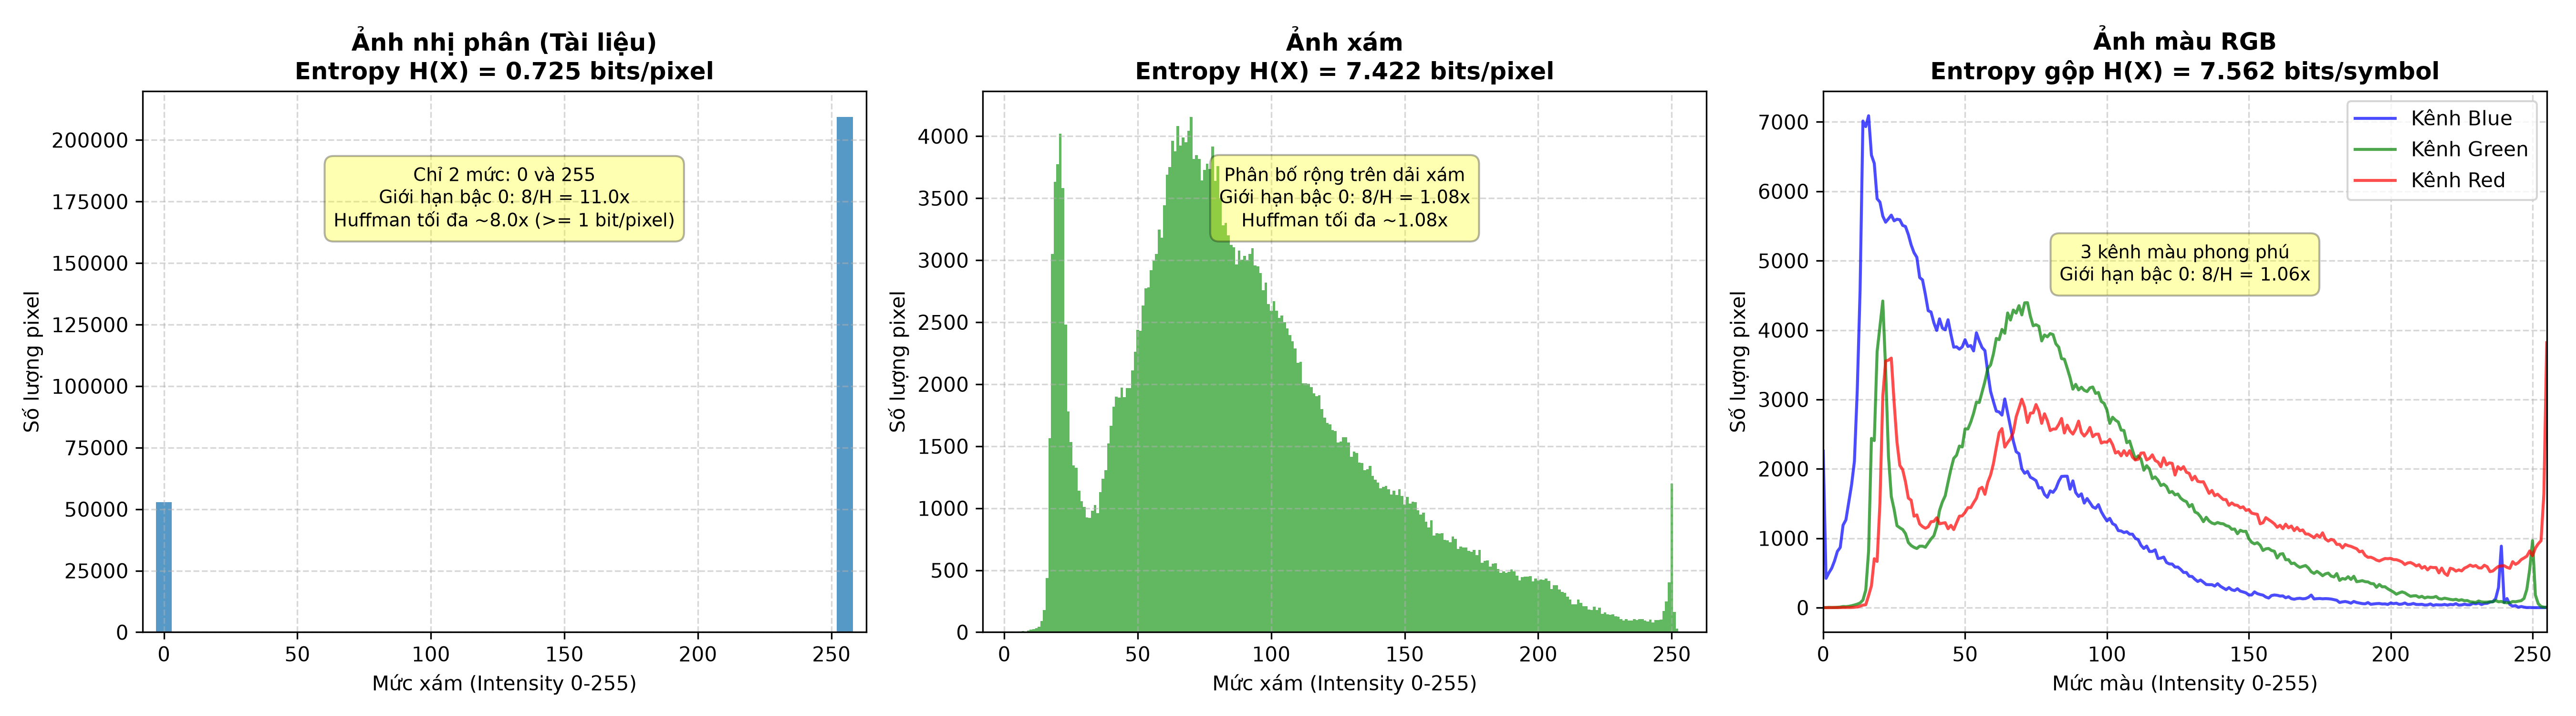 Ảnh nhị phân (Tài liệu)
Entropy H(X) = 0.725 bits/pixel
Số lượng pixel
200000
175000
150000
125000
100000
75000
50000
25000
0
Chỉ 2 mức: 0 và 255
Giới hạn bậc 0: 8/H = 11.0x
Huffman tối đa ~8.0x (>= 1 bit/pixel)
0 50 100 150 200 250
Mức xám (Intensity 0-255)
Ảnh xám
Entropy H(X) = 7.422 bits/pixel
Số lượng pixel
4000
3500
3000
2500
2000
1500
1000
500
0
Phân bố rộng trên dải xám
Giới hạn bậc 0: 8/H = 1.08x
Huffman tối đa ~1.08x
0 50 100 150 200 250
Mức xám (Intensity 0-255)
Ảnh màu RGB
Entropy gộp H(X) = 7.562 bits/symbol
Số lượng pixel
7000
6000
5000
4000
3000
2000
1000
0
Kênh Blue
Kênh Green
Kênh Red
3 kênh màu phong phú
Giới hạn bậc 0: 8/H = 1.06x
0 50 100 150 200 250
Mức màu (Intensity 0-255)